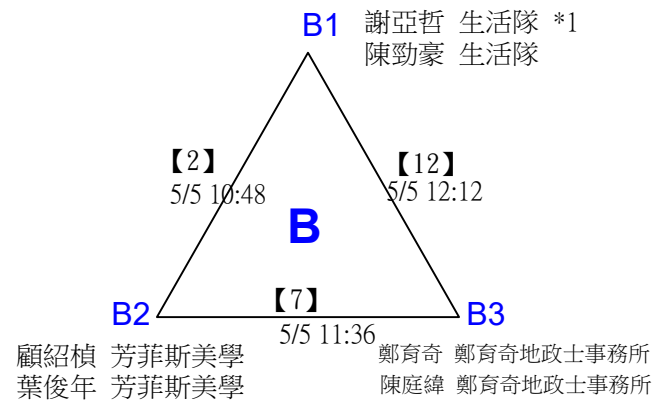 B1
謝亞哲 生活隊 *1
陳勁豪 生活隊
【2】
5/5 10:48
【12】
5/5 12:12
B
【7】
5/5 11:36
B2
B3
顧紹楨 芳菲斯美學
葉俊年 芳菲斯美學
鄭育奇 鄭育奇地政士事務所
陳庭緯 鄭育奇地政士事務所